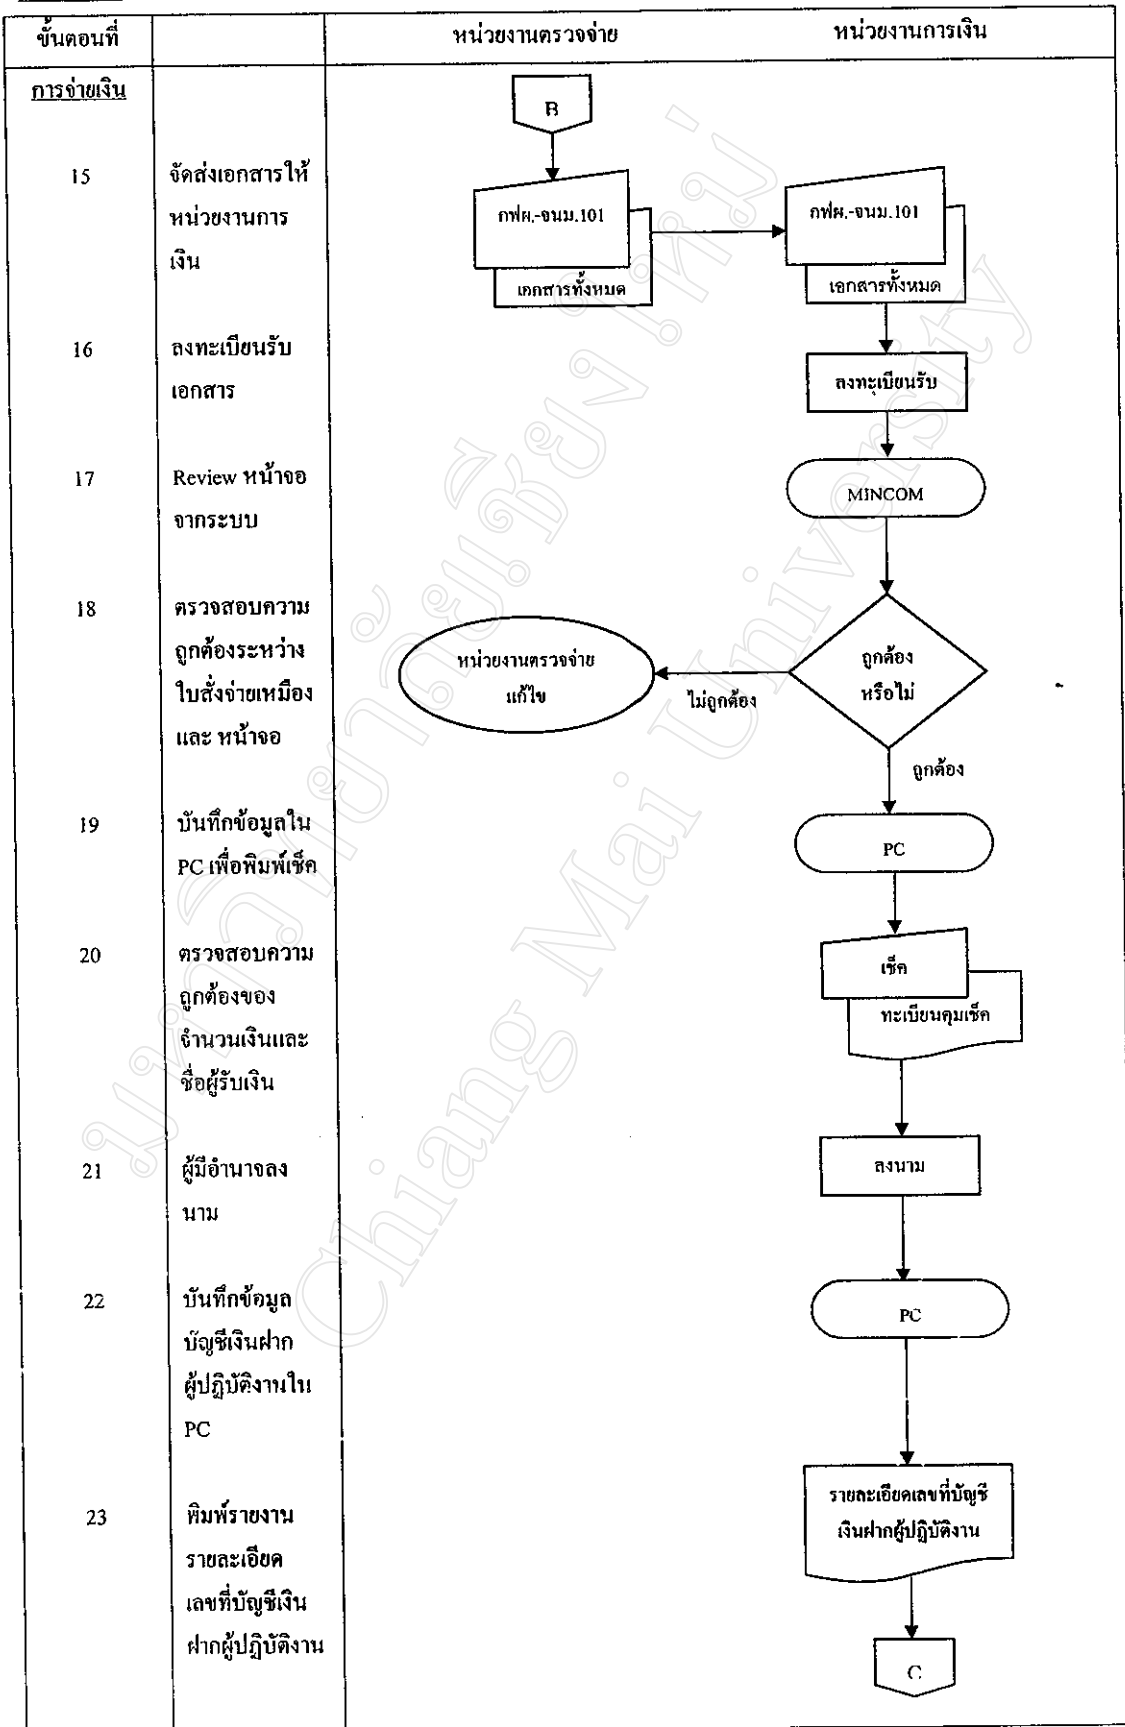 ขั้นตอนที่
หน่วยงานตรวจจ่าย
หน่วยงานการเงิน
การจ่ายเงิน
B
15
จัดส่งเอกสารให้
หน่วยงานการ
เงิน
กฟผ.-จนม.101
เอกสารทั้งหมด
กฟผ.-จนม.101
เอกสารทั้งหมด
16
ลงทะเบียนรับ
เอกสาร
ลงทะเบียนรับ
17
Review หน้าจอ
จากระบบ
MINCOM
18
ตรวจสอบความ
ถูกต้องระหว่าง
ใบสั่งจ่ายเหมือง
และ หน้าจอ
หน่วยงานตรวจจ่าย
แก้ไข
ไม่ถูกต้อง
ถูกต้อง
หรือไม่
ถูกต้อง
19
บันทึกข้อมูลใน
PC เพื่อพิมพ์เช็ค
PC
20
ตรวจสอบความ
ถูกต้องของ
จำนวนเงินและ
ชื่อผู้รับเงิน
เช็ค
ทะเบียนคุมเช็ค
21
ผู้มีอำนาจลง
นาม
ลงนาม
22
บันทึกข้อมูล
บัญชีเงินฝาก
ผู้ปฏิบัติงานใน
PC
PC
23
พิมพ์รายงาน
รายละเอียด
เลขที่บัญชีเงิน
ฝากผู้ปฏิบัติงาน
รายละเอียดเลขที่บัญชี
เงินฝากผู้ปฏิบัติงาน
C
มหาวิทยาลัยเชียงใหม่
Chiang Mai University